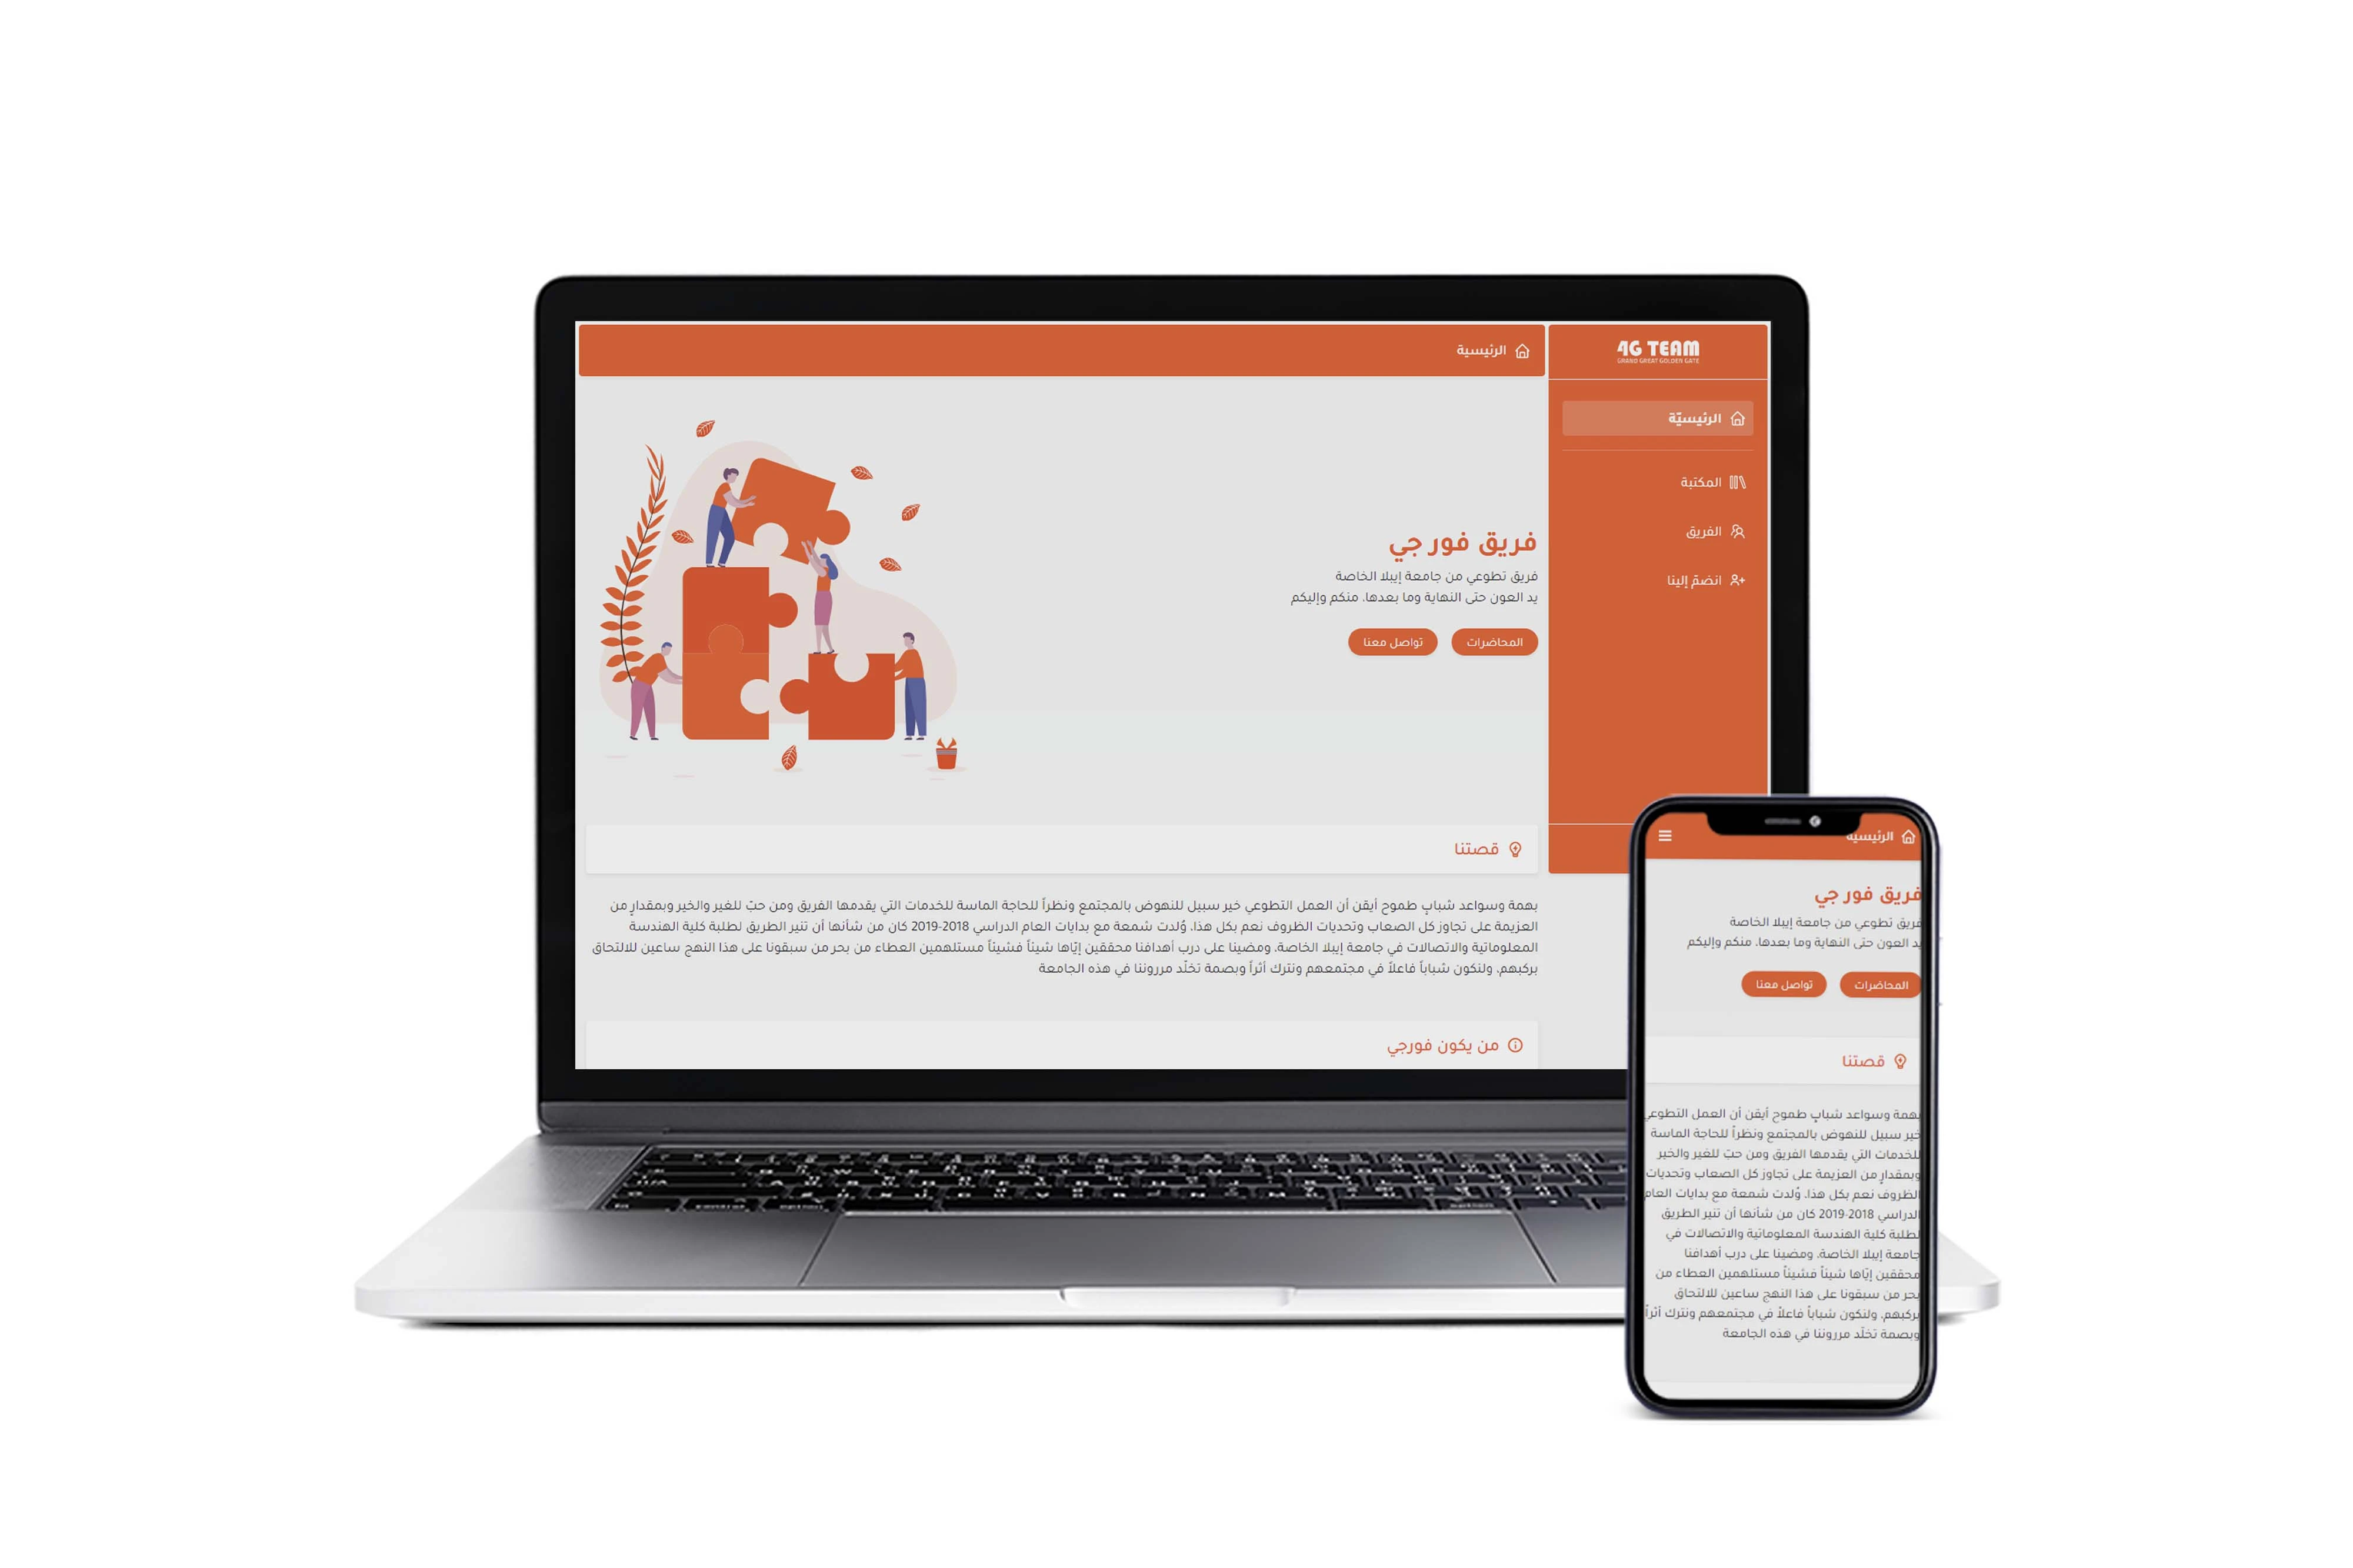 4G TEAM
GRAND GREAT GOLDEN GATE
الرئيسيّة
المكتبة
الفريق
انضمّ إلينا
الرئيسية
فريق فور جي
فريق تطوعي من جامعة إيبلا الخاصة
يد العون حتى النهاية وما بعدها، منكم وإليكم
المحاضرات
تواصل معنا
قصتنا
بهمة وسواعد شبابٍ طموح أيقن أن العمل التطوعي خير سبيل للنهوض بالمجتمع ونظراً للحاجة الماسة للخدمات التي يقدمها الفريق ومن حبّ للغير والخير وبمقدارٍ من
العزيمة على تجاوز كل الصعاب وتحديات الظروف نعم بكل هذا، وُلدت شمعة مع بدايات العام الدراسي 2018-2019 كان من شأنها أن تنير الطريق لطلبة كلية الهندسة
المعلوماتية والاتصالات في جامعة إيبلا الخاصة، ومضينا على درب أهدافنا محققين إيّاها شيئاً فشيئاً مستلهمين العطاء من بحر من سبقونا على هذا النهج ساعين للالتحاق
بركبهم، ولنكون شباباً فاعلاً في مجتمعهم ونترك أثراً وبصمة تخلّد مررونا في هذه الجامعة
من يكون فورجي
الرئيسية
فريق فور جي
فريق تطوعي من جامعة إيبلا الخاصة
يد العون حتى النهاية وما بعدها، منكم وإليكم
المحاضرات
تواصل معنا
قصتنا
بهمة وسواعد شبابٍ طموح أيقن أن العمل التطوعي
خير سبيل للنهوض بالمجتمع ونظراً للحاجة الماسة
للخدمات التي يقدمها الفريق ومن حبّ للغير والخير
وبمقدارٍ من العزيمة على تجاوز كل الصعاب وتحديات
الظروف نعم بكل هذا، وُلدت شمعة مع بدايات العام
الدراسي 2018-2019 كان من شأنها أن تنير الطريق
لطلبة كلية الهندسة المعلوماتية والاتصالات في
جامعة إيبلا الخاصة، ومضينا على درب أهدافنا
محققين إيّاها شيئاً فشيئاً مستلهمين العطاء من
بحر من سبقونا على هذا النهج ساعين للالتحاق
بركبهم، ولنكون شباباً فاعلاً في مجتمعهم ونترك أثراً
وبصمة تخلّد مررونا في هذه الجامعة